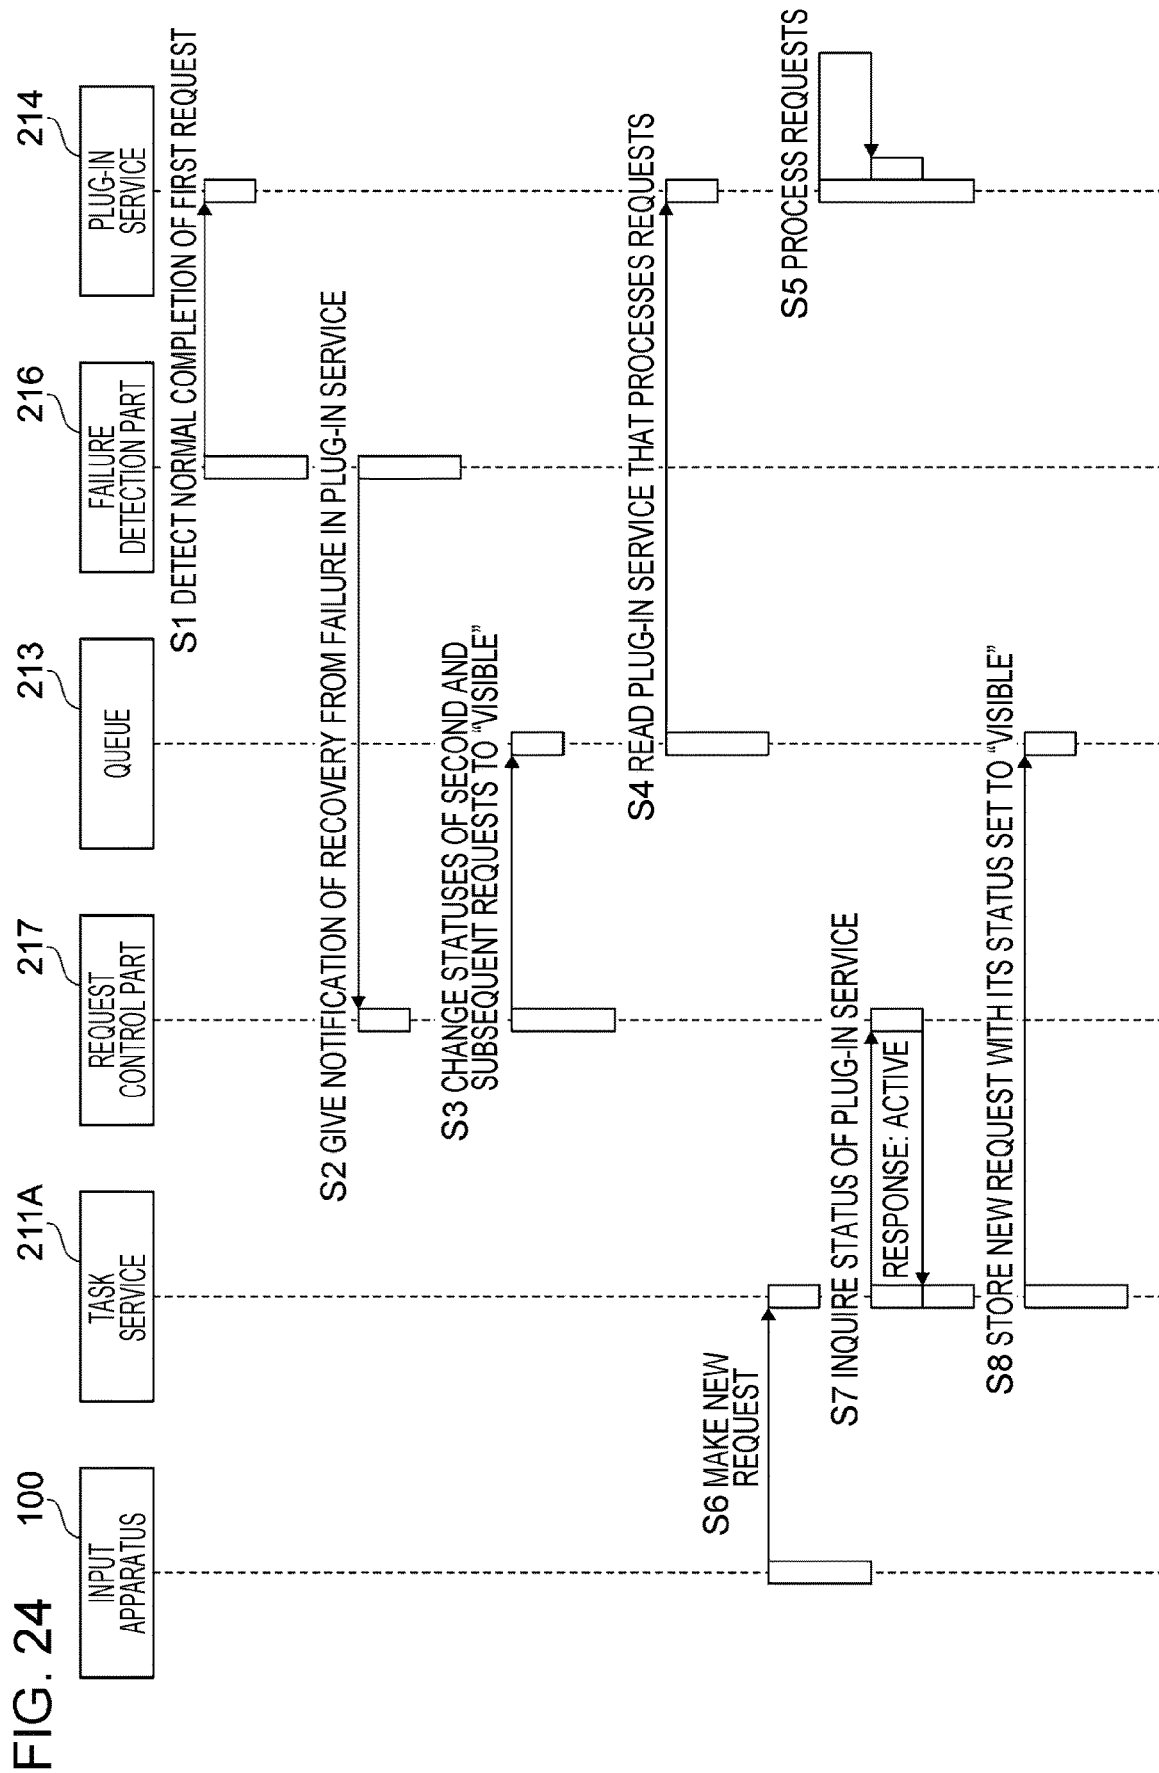 FIG. 24
100
INPUT
APPARATUS
211A
TASK
SERVICE
217
REQUEST
CONTROL PART
213
QUEUE
216
FAILURE
DETECTION PART
214
PLUG-IN
SERVICE
S1 DETECT NORMAL COMPLETION OF FIRST REQUEST
S2 GIVE NOTIFICATION OF RECOVERY FROM FAILURE IN PLUG-IN SERVICE
S3 CHANGE STATUSES OF SECOND AND
SUBSEQUENT REQUESTS TO “VISIBLE”
S4 READ PLUG-IN SERVICE THAT PROCESSES REQUESTS
S6 MAKE NEW
REQUEST
S5 PROCESS REQUESTS
S7 INQUIRE STATUS OF PLUG-IN SERVICE
RESPONSE: ACTIVE
S8 STORE NEW REQUEST WITH ITS STATUS SET TO “VISIBLE”